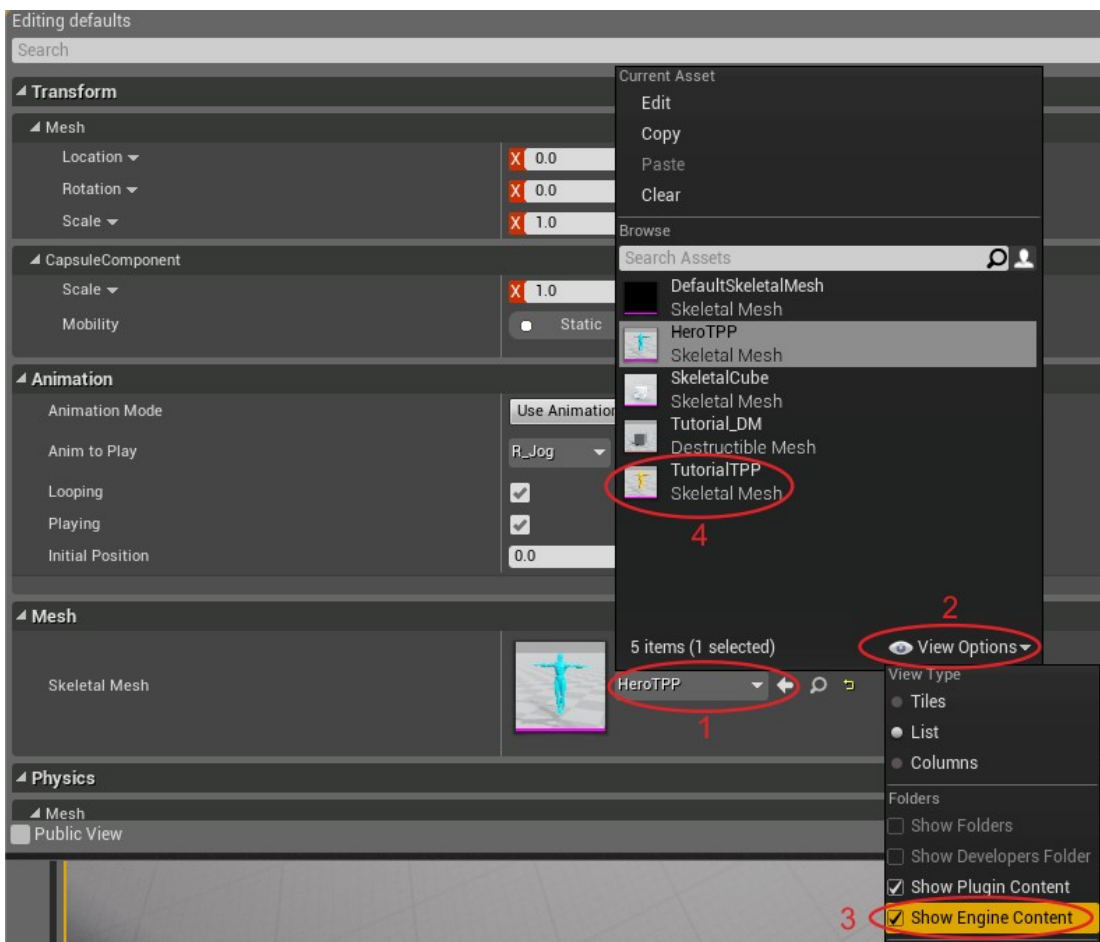 Editing defaults
Search
Transform
Mesh
Location
X 0.0
Rotation
X 0.0
Scale
X 1.0
CapsuleComponent
Scale
X 1.0
Mobility
Static
Animation
Animation Mode
Use Animation
Anim to Play
R_Jog
Looping
Playing
Initial Position
0.0
Mesh
Skeletal Mesh
HeroTPP
1
Physics
Mesh
Public View
Current Asset
Edit
Copy
Paste
Clear
Browse
Search Assets
DefaultSkeletalMesh
Skeletal Mesh
HeroTPP
Skeletal Mesh
SkeletalCube
Skeletal Mesh
Tutorial_DM
Destructible Mesh
TutorialTPP
Skeletal Mesh
4
2
5 items (1 selected)
View Options
View Type
Tiles
List
Columns
Folders
Show Folders
Show Developers Folder
Show Plugin Content
3 Show Engine Content